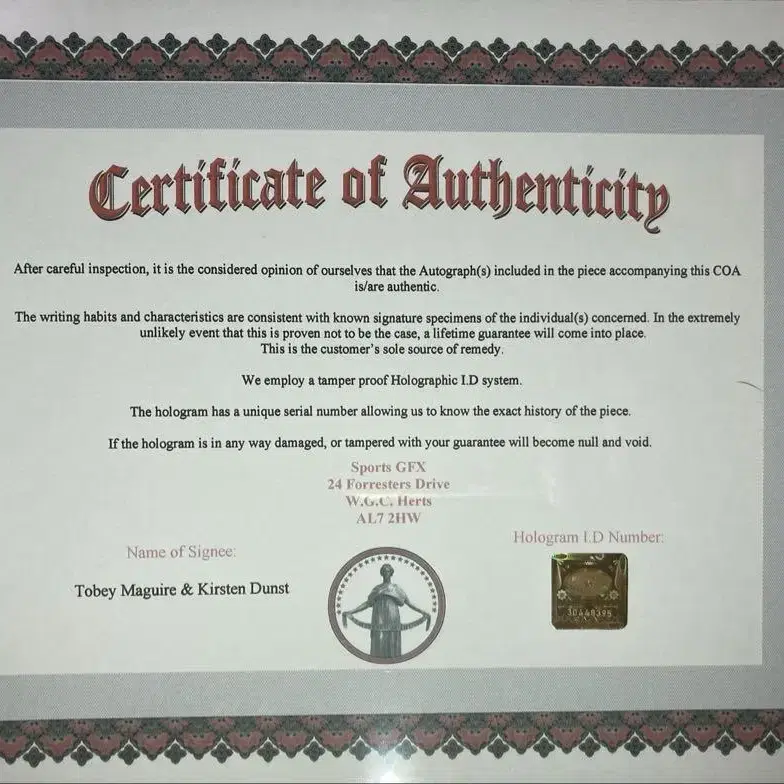 Certificate of Authenticity
After careful inspection, it is the considered opinion of ourselves that the Autograph(s) included in the piece accompanying this COA
is/are authentic.
The writing habits and characteristics are consistent with known signature specimens of the individual(s) concerned. In the extremely
unlikely event that this is proven not to be the case, a lifetime guarantee will come into place.
This is the customer's sole source of remedy.
We employ a tamper proof Holographic I.D system.
The hologram has a unique serial number allowing us to know the exact history of the piece.
If the hologram is in any way damaged, or tampered with your guarantee will become null and void.
Sports GFX
24 Forresters Drive
W.G.C. Herts
AL7 2HW
Name of Signee:
Tobey Maguire & Kirsten Dunst
Hologram I.D Number: